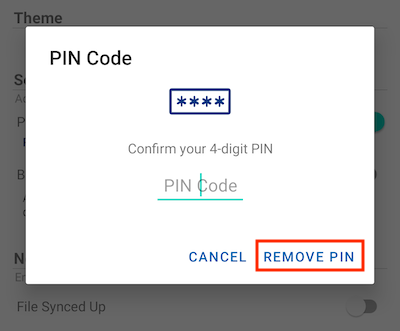 Theme
PIN Code
****
Confirm your 4-digit PIN
PIN Code
CANCEL REMOVE PIN
File Synced Up